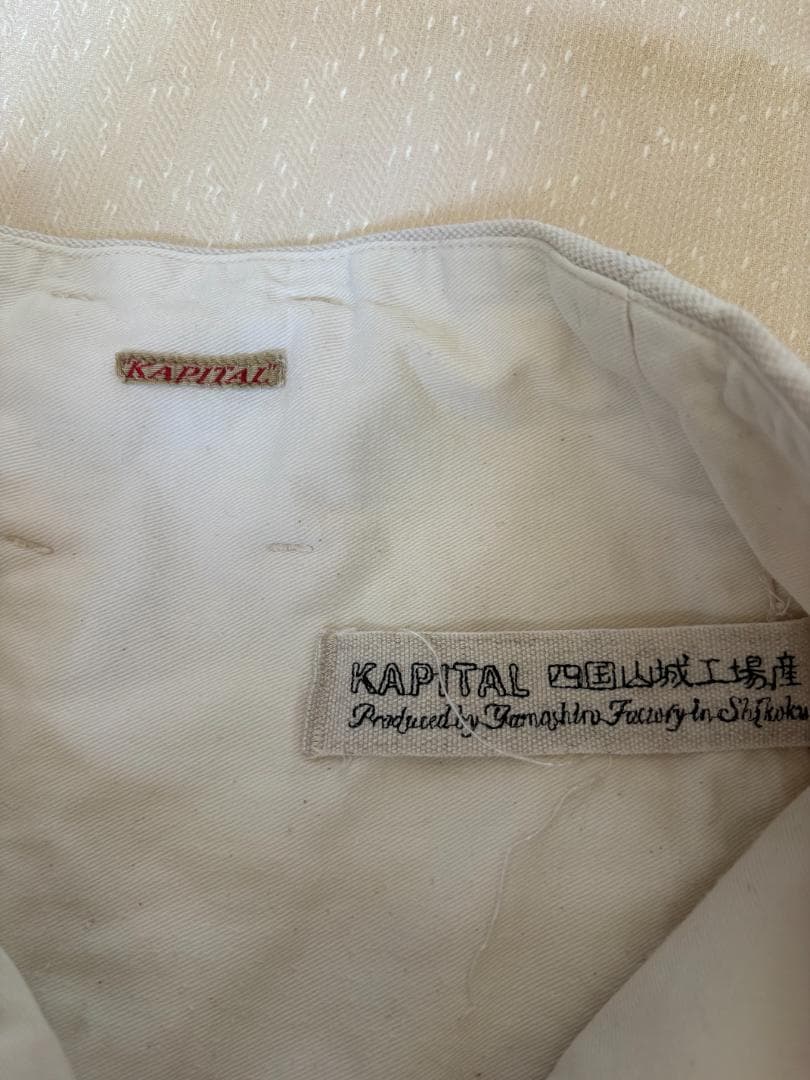 "KAPITAL"
KAPITAL 四国山城工場産
Produced by Yamashiro Factory in Shikoku